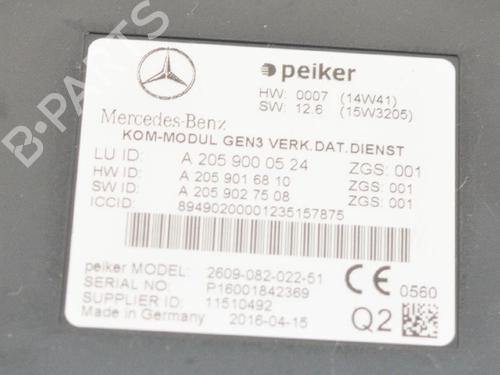 B-PARTS
peiker
HW: 0007 (14W41)
SW: 12.6 (15W3205)
Mercedes-Benz
KOM-MODUL GEN3 VERK.DAT.DIENST
LU ID: A 205 900 05 24 ZGS: 001
HW ID: A 205 901 68 10 ZGS: 001
SW ID: A 205 902 75 08 ZGS: 001
ICCID: 89490200001235157875
peiker MODEL: 2609-082-022-51
SERIAL NO: P16001842369
SUPPLIER ID: 11510492
Made in Germany 2016-04-15
CE 0560
Q2